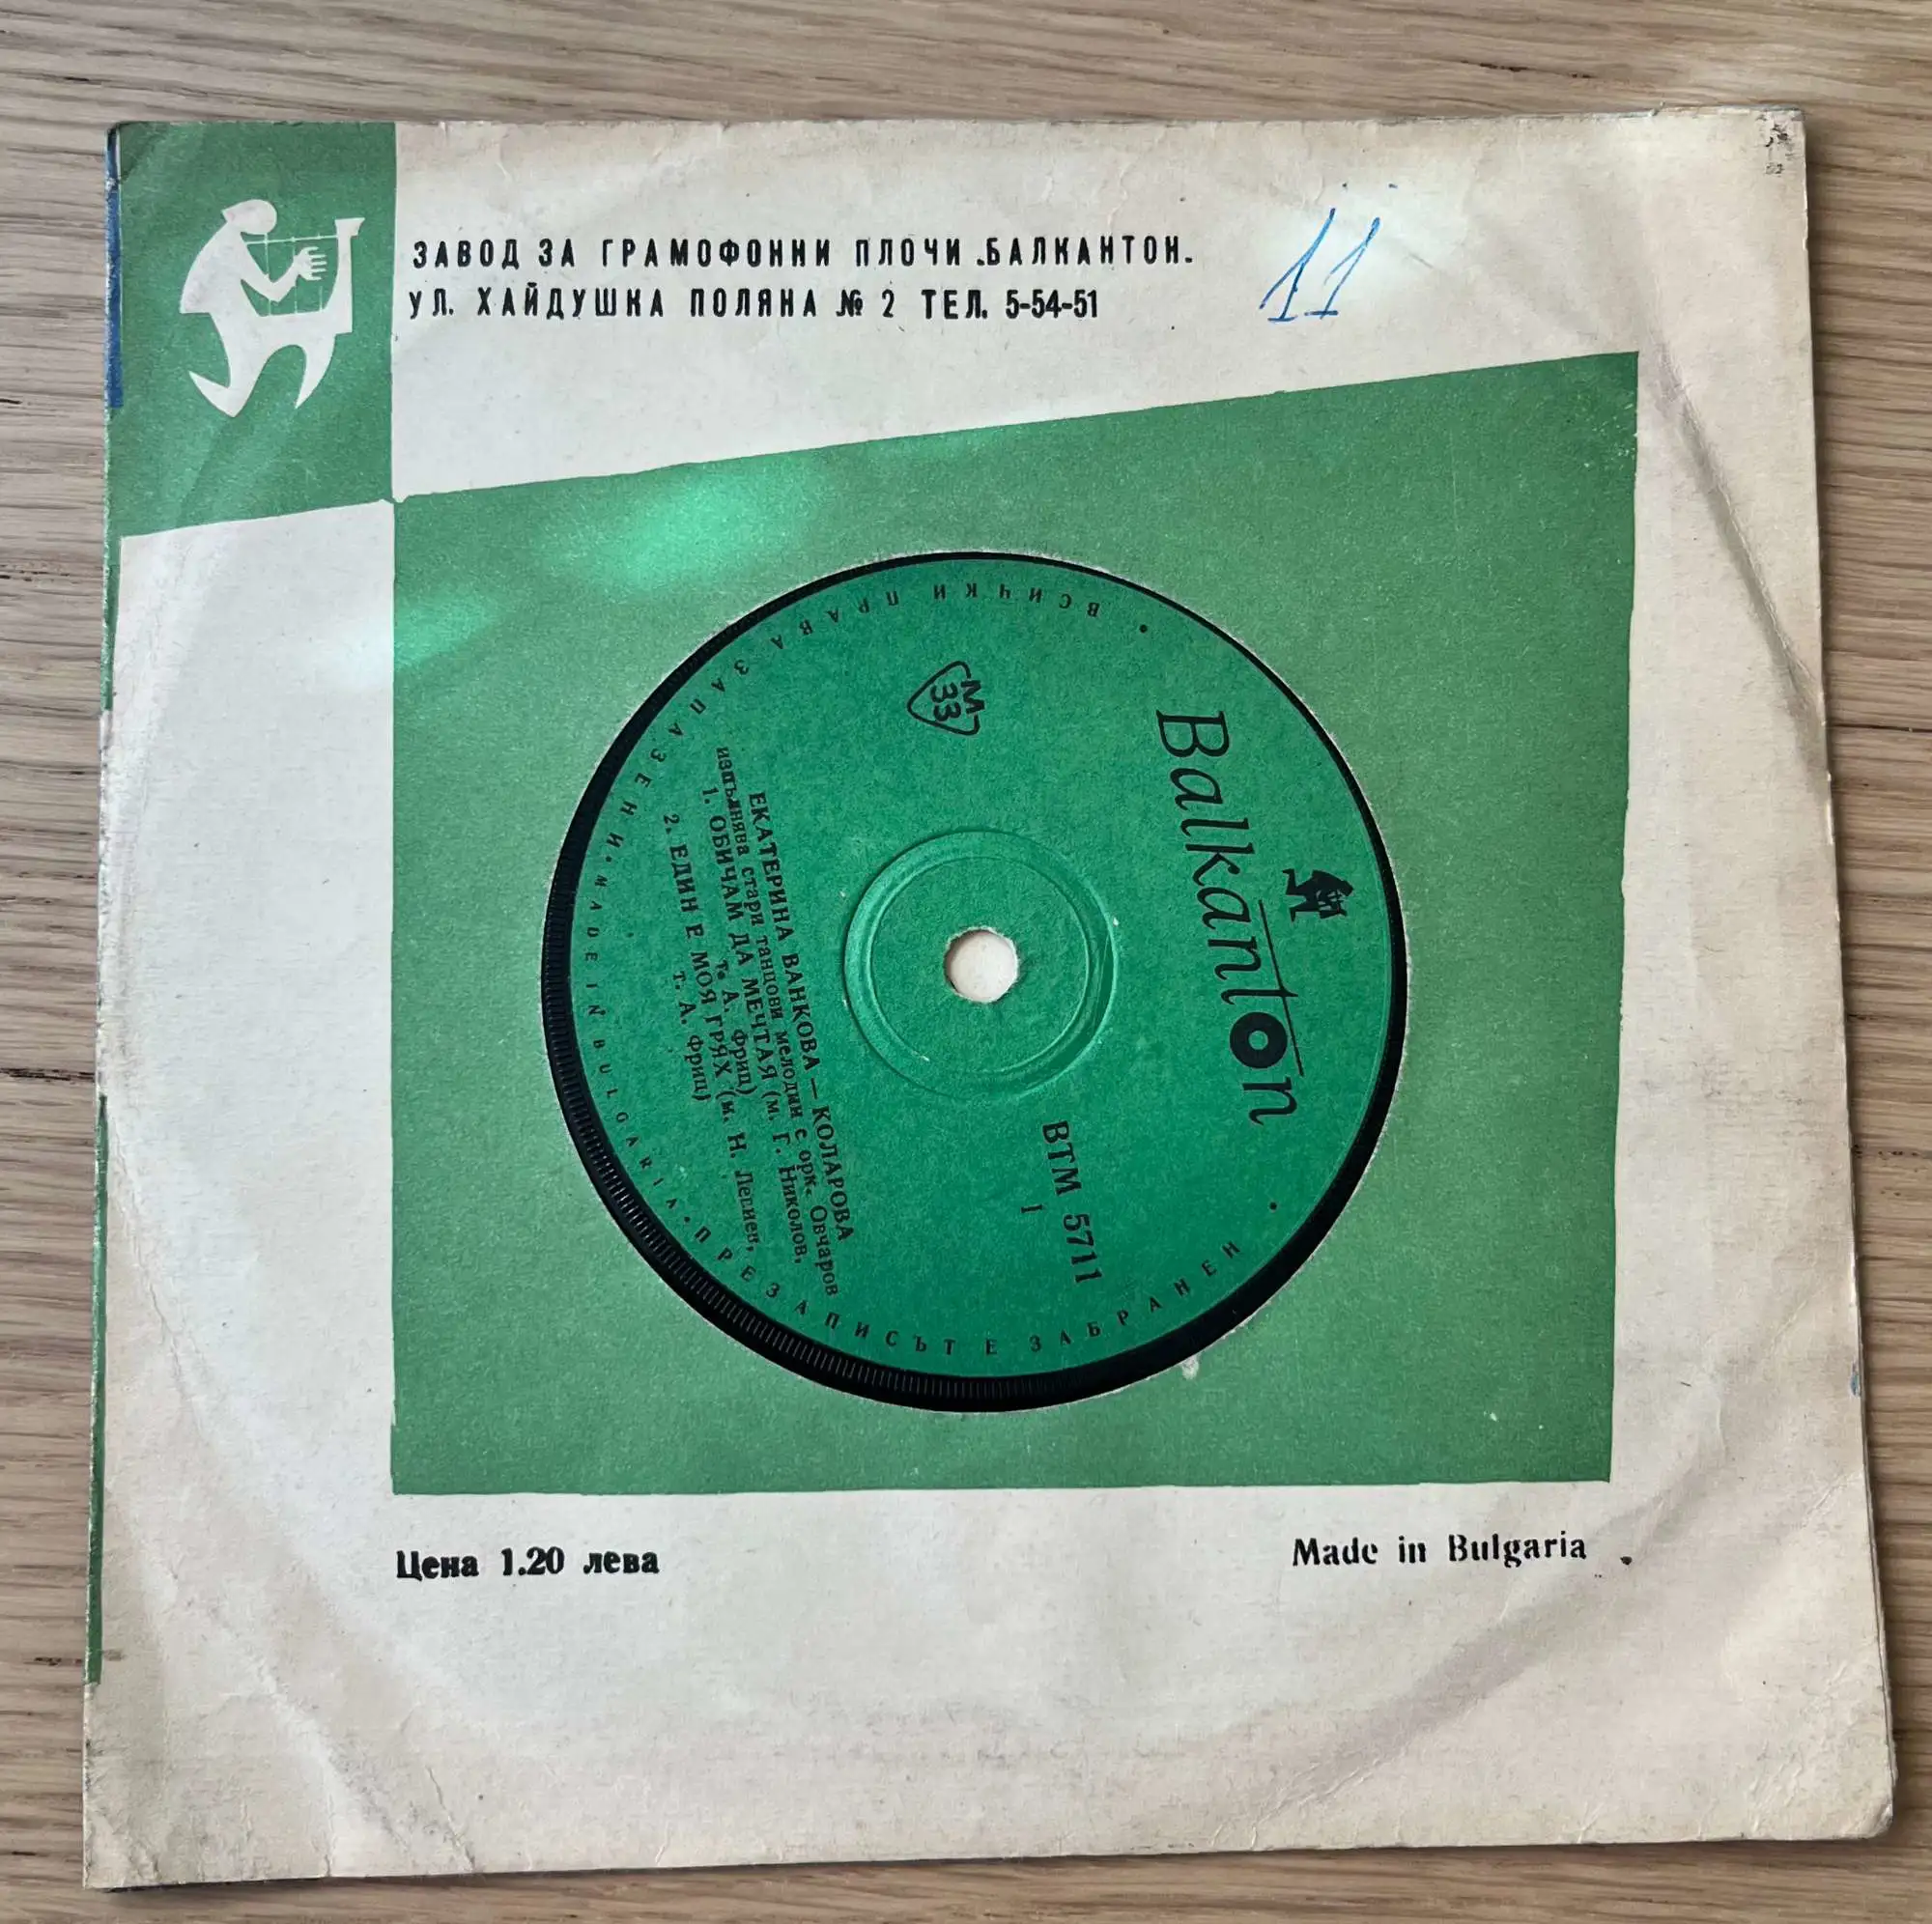 ЗАВОД ЗА ГРАМОФОННИ ПЛОЧИ „БАЛКАНТОН“
УЛ. ХАЙДУШКА ПОЛЯНА № 2 ТЕЛ. 5-54-51
11
Balkanton
М
33
ВТМ 5711
1
ЕКАТЕРИНА ВАНКОВА — КОЛАРОВА
изпълнява стари танцови мелодии с орк. Овчаров
1. ОБИЧАМ ДА МЕЧТАЯ (м. Г. Николов,
т. А. Фриц)
2. ЕДИН Е МОЯ ГРЯХ (м. Н. Лесиев,
т. А. Фриц)
• ВСИЧКИ ПРАВА ЗАПАЗЕНИ • MADE IN BULGARIA • ПРЕЗАПИСЪТ Е ЗАБРАНЕН •
Цена 1.20 лева
Made in Bulgaria